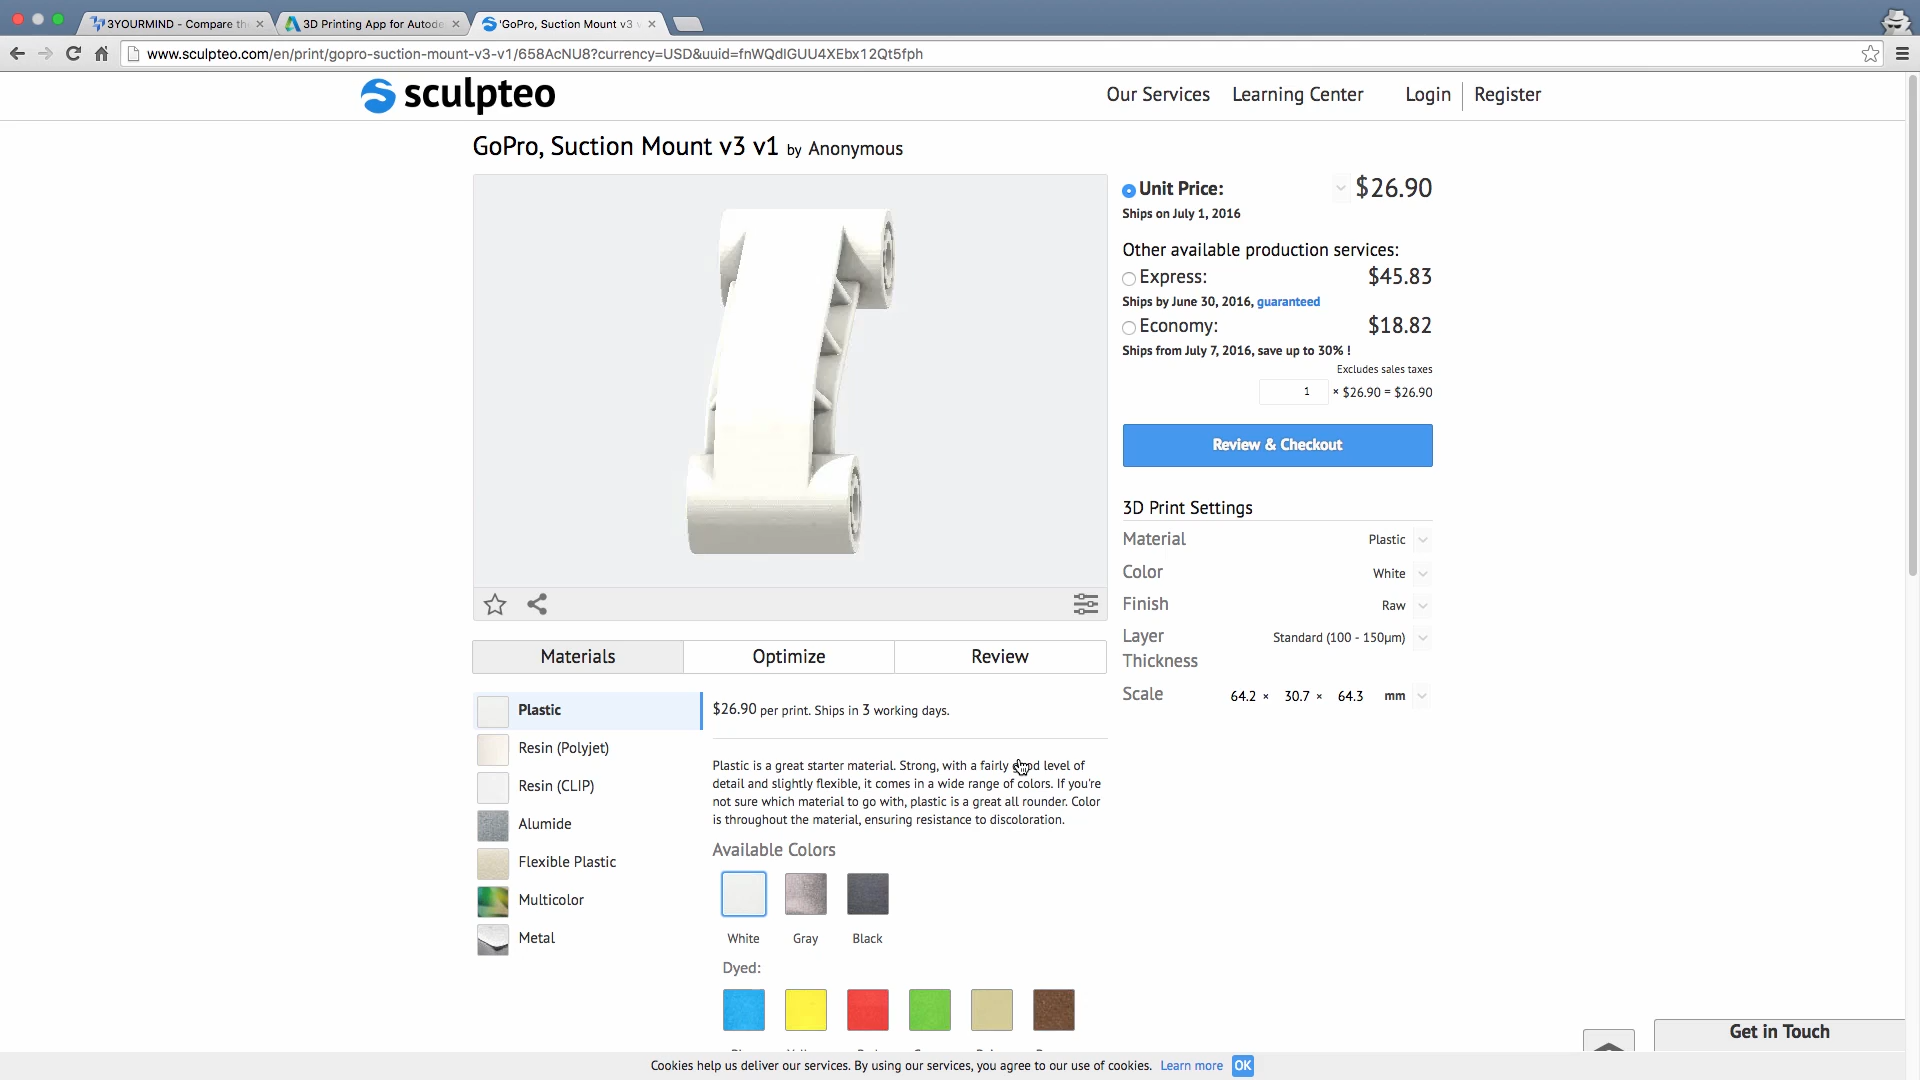 3YOURMIND - Compare th
3D Printing App for Autode
'GoPro, Suction Mount v3 v
www.sculpteo.com/en/print/gopro-suction-mount-v3-v1/658AcNU8?currency=USD&uuid=fnWQdlGUU4XEbx12Qt5fph
sculpteo
Our Services
Learning Center
Login
Register
GoPro, Suction Mount v3 v1 by Anonymous
Unit Price: $26.90
Ships on July 1, 2016
Other available production services:
Express: $45.83
Ships by June 30, 2016, guaranteed
Economy: $18.82
Ships from July 7, 2016, save up to 30% !
Excludes sales taxes
1 × $26.90 = $26.90
Review & Checkout
3D Print Settings
Material Plastic
Color White
Finish Raw
Layer Thickness Standard (100 - 150µm)
Scale 64.2 × 30.7 × 64.3 mm
Materials
Optimize
Review
Plastic
Resin (Polyjet)
Resin (CLIP)
Alumide
Flexible Plastic
Multicolor
Metal
$26.90 per print. Ships in 3 working days.
Plastic is a great starter material. Strong, with a fairly good level of
detail and slightly flexible, it comes in a wide range of colors. If you're
not sure which material to go with, plastic is a great all rounder. Color
is throughout the material, ensuring resistance to discoloration.
Available Colors
White
Gray
Black
Dyed:
Get in Touch
Cookies help us deliver our services. By using our services, you agree to our use of cookies. Learn more OK